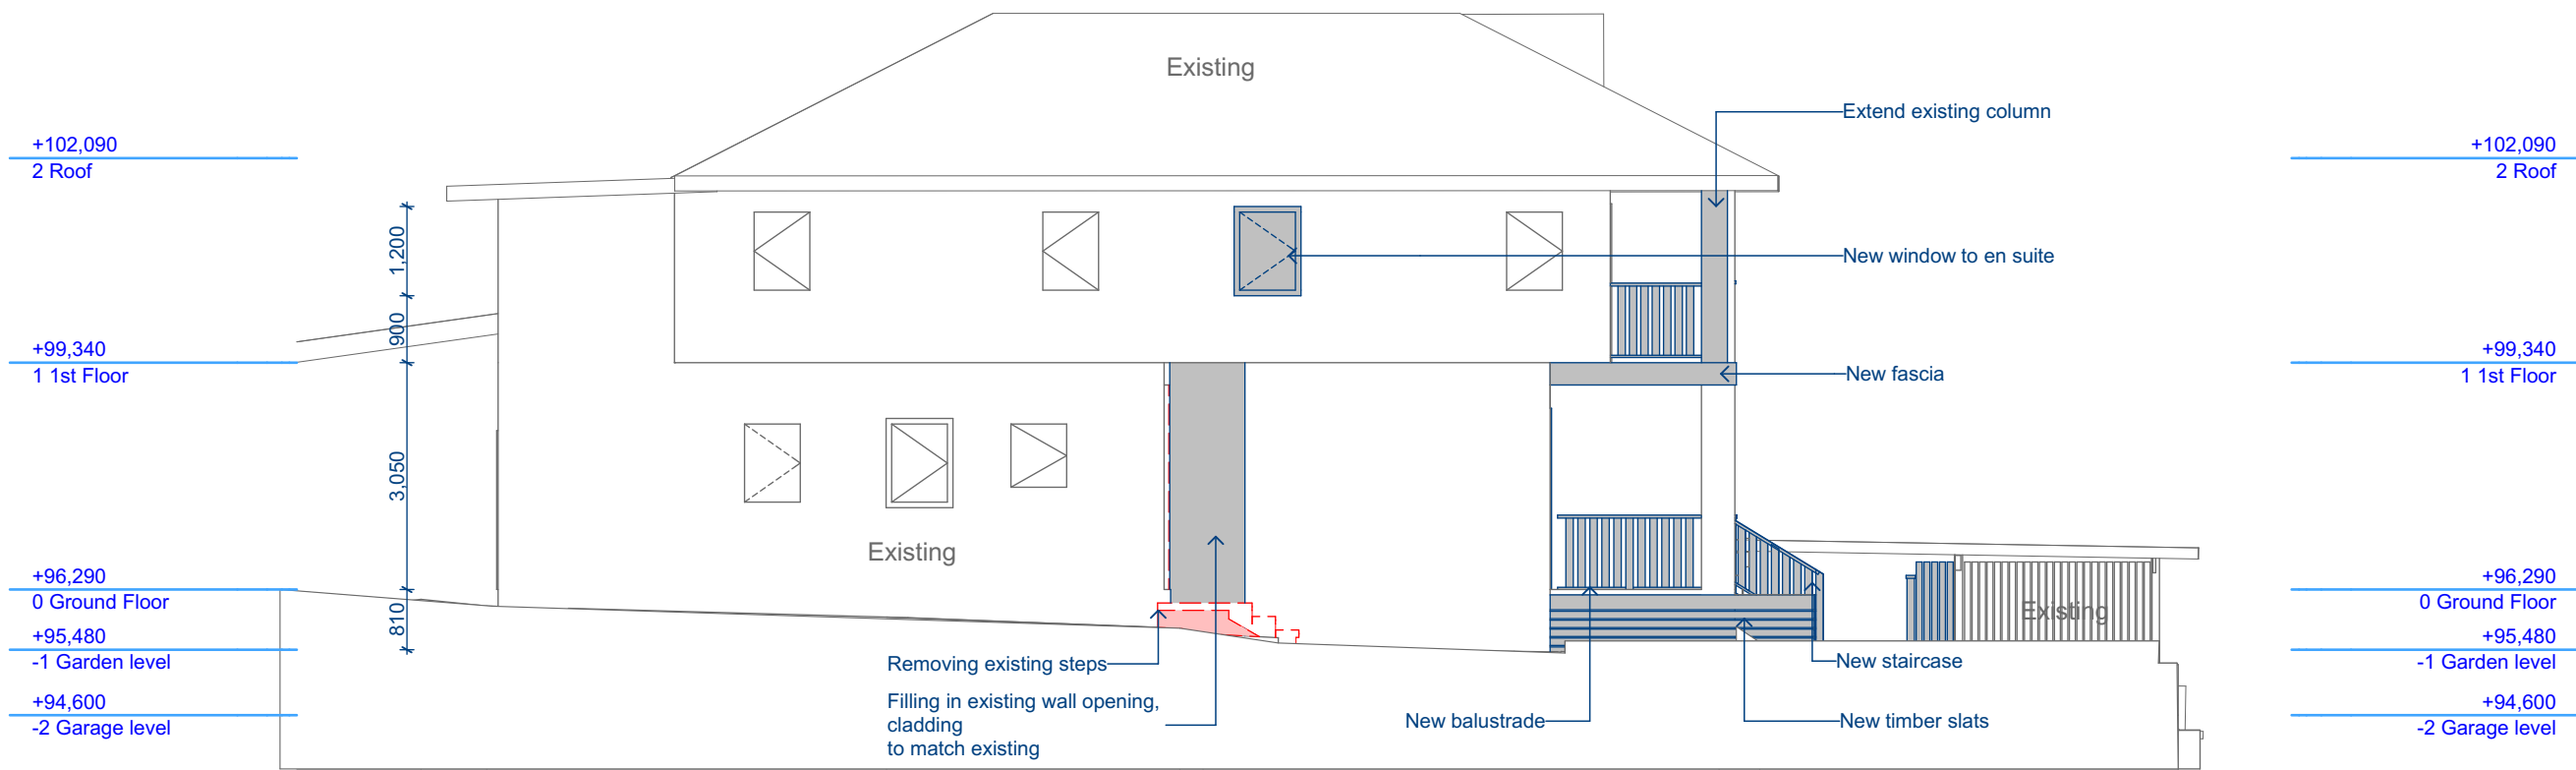 Existing
Extend existing column
+102,090
2 Roof
+102,090
2 Roof
1,200
New window to en suite
900
+99,340
1 1st Floor
New fascia
+99,340
1 1st Floor
3,050
Existing
+96,290
0 Ground Floor
810
Existing
+96,290
0 Ground Floor
+95,480
-1 Garden level
Removing existing steps
New staircase
+95,480
-1 Garden level
+94,600
-2 Garage level
Filling in existing wall opening,
cladding
to match existing
New balustrade
New timber slats
+94,600
-2 Garage level